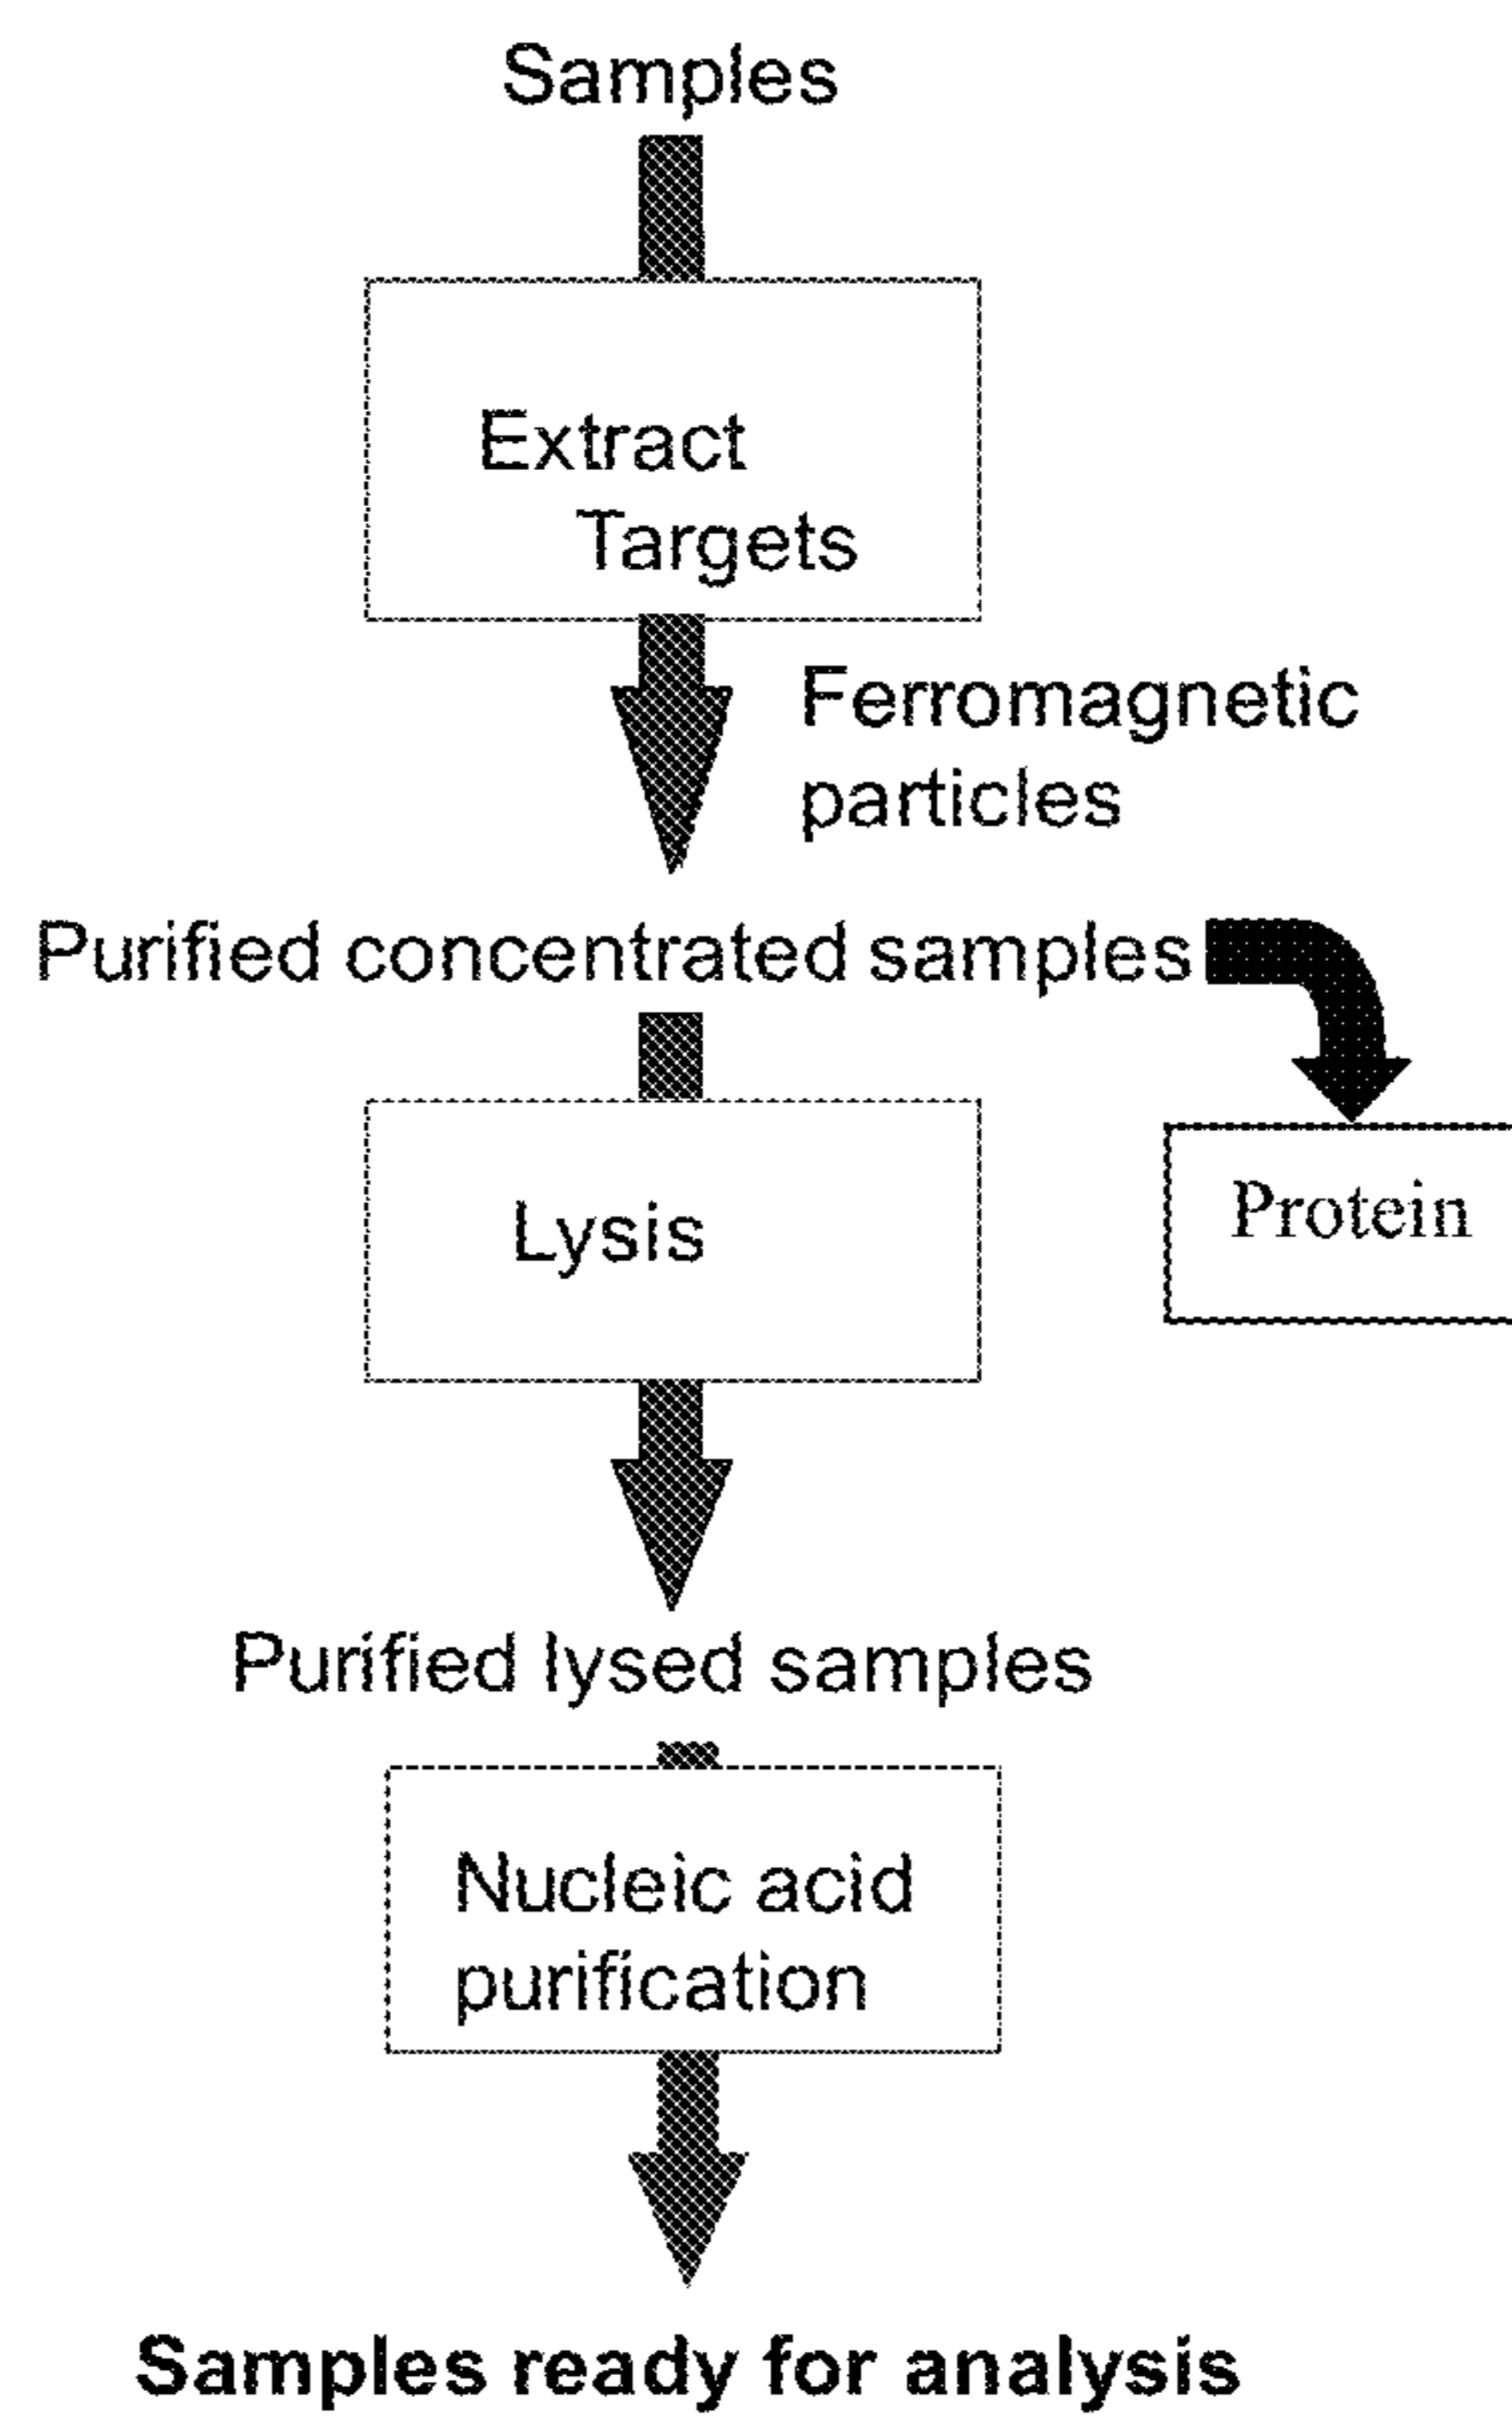 Samples
Extract
Targets
Ferromagnetic
particles
Purified concentrated samples
Protein
Lysis
Purified lysed samples
Nucleic acid
purification
Samples ready for analysis